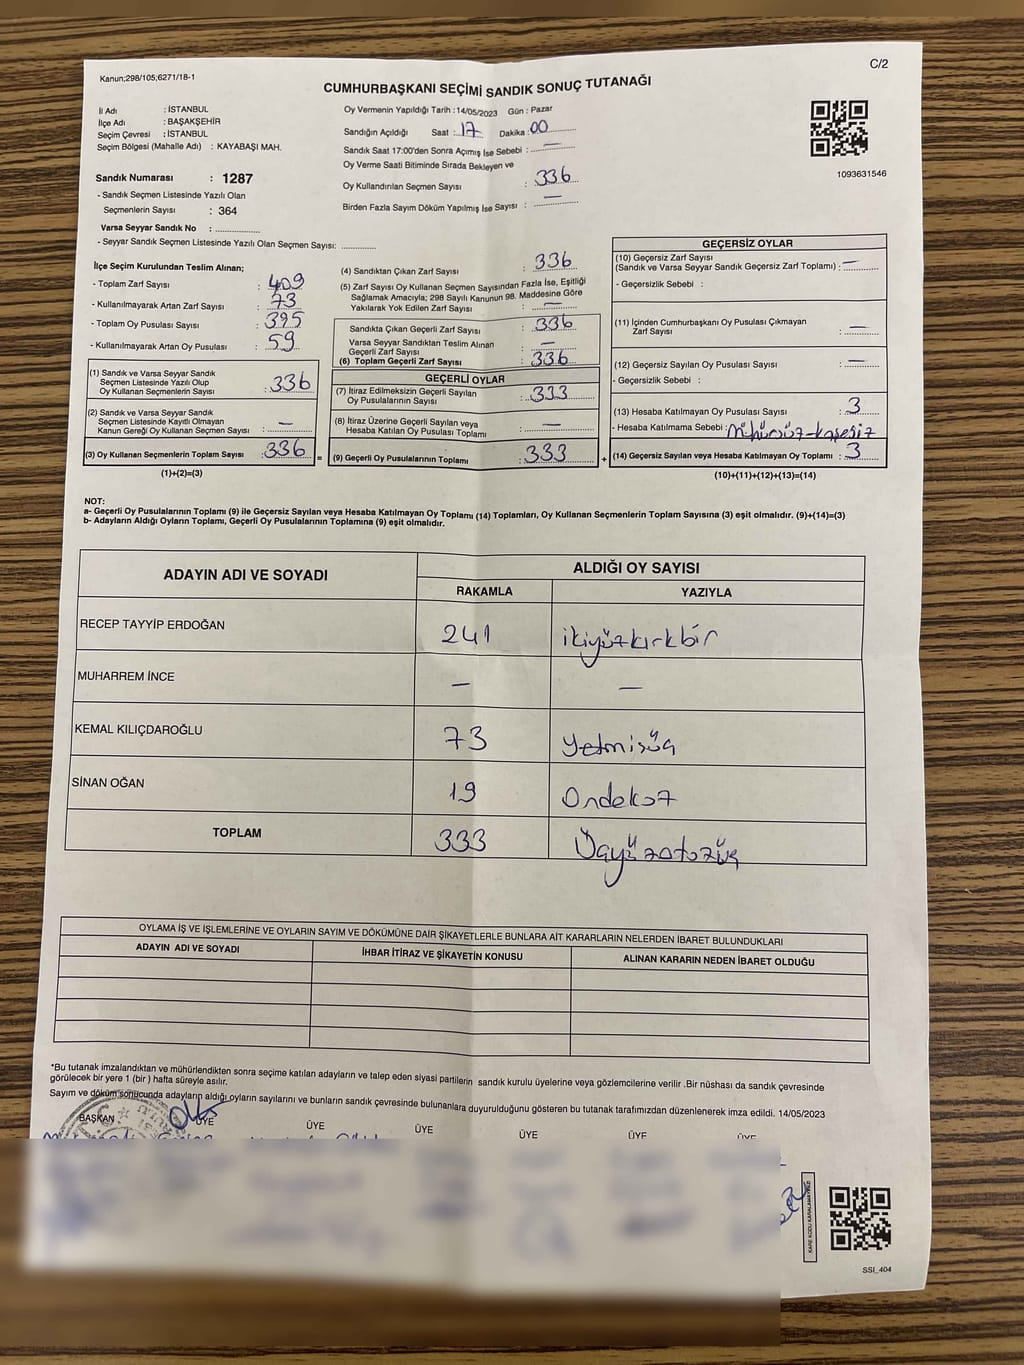 Kanun;298/105;6271/18-1
C/2
CUMHURBAŞKANI SEÇİMİ SANDIK SONUÇ TUTANAĞI
İl Adı : İSTANBUL
İlçe Adı : BAŞAKŞEHİR
Seçim Çevresi : İSTANBUL
Seçim Bölgesi (Mahalle Adı) : KAYABAŞI MAH.
Sandık Numarası : 1287
- Sandık Seçmen Listesinde Yazılı Olan
Seçmenlerin Sayısı : 364
Varsa Seyyar Sandık No :
- Seyyar Sandık Seçmen Listesinde Yazılı Olan Seçmen Sayısı:
Oy Vermenin Yapıldığı Tarih : 14/05/2023 Gün : Pazar
Sandığın Açıldığı Saat : 17 Dakika : 00
Sandık Saat 17:00'den Sonra Açımış İse Sebebi : —
Oy Verme Saati Bitiminde Sırada Bekleyen ve
Oy Kullandırılan Seçmen Sayısı : 336
Birden Fazla Sayım Döküm Yapılmış İse Sayısı : —
1093631546
İlçe Seçim Kurulundan Teslim Alınan;
- Toplam Zarf Sayısı : 409
- Kullanılmayarak Artan Zarf Sayısı : 73
- Toplam Oy Pusulası Sayısı : 395
- Kullanılmayarak Artan Oy Pusulası : 59
(1) Sandık ve Varsa Seyyar Sandık
Seçmen Listesinde Yazılı Olup
Oy Kullanan Seçmenlerin Sayısı : 336
(2) Sandık ve Varsa Seyyar Sandık
Seçmen Listesinde Kayıtlı Olmayan
Kanun Gereği Oy Kullanan Seçmen Sayısı : —
(3) Oy Kullanan Seçmenlerin Toplam Sayısı : 336
(1)+(2)=(3)
(4) Sandıktan Çıkan Zarf Sayısı : 336
(5) Zarf Sayısı Oy Kullanan Seçmen Sayısından Fazla İse, Eşitliği
Sağlamak Amacıyla; 298 Sayılı Kanunun 98. Maddesine Göre
Yakılarak Yok Edilen Zarf Sayısı : —
Sandıkta Çıkan Geçerli Zarf Sayısı : 336
Varsa Seyyar Sandıktan Teslim Alınan
Geçerli Zarf Sayısı : —
(6) Toplam Geçerli Zarf Sayısı : 336
GEÇERLİ OYLAR
(7) İtiraz Edilmeksizin Geçerli Sayılan
Oy Pusulalarının Sayısı : 333
(8) İtiraz Üzerine Geçerli Sayılan veya
Hesaba Katılan Oy Pusulası Toplamı : —
= (9) Geçerli Oy Pusulalarının Toplamı : 333 +
GEÇERSİZ OYLAR
(10) Geçersiz Zarf Sayısı
(Sandık ve Varsa Seyyar Sandık Geçersiz Zarf Toplamı) : —
- Geçersizlik Sebebi :
(11) İçinden Cumhurbaşkanı Oy Pusulası Çıkmayan
Zarf Sayısı : —
(12) Geçersiz Sayılan Oy Pusulası Sayısı : —
- Geçersizlik Sebebi :
(13) Hesaba Katılmayan Oy Pusulası Sayısı : 3
- Hesaba Katılmama Sebebi : Mühürsüz-kaşesiz
(14) Geçersiz Sayılan veya Hesaba Katılmayan Oy Toplamı : 3
(10)+(11)+(12)+(13)=(14)
NOT:
a- Geçerli Oy Pusulalarının Toplamı (9) ile Geçersiz Sayılan veya Hesaba Katılmayan Oy Toplamı (14) Toplamları, Oy Kullanan Seçmenlerin Toplam Sayısına (3) eşit olmalıdır. (9)+(14)=(3)
b- Adayların Aldığı Oyların Toplamı, Geçerli Oy Pusulalarının Toplamına (9) eşit olmalıdır.
ADAYIN ADI VE SOYADI ALDIĞI OY SAYISI
RAKAMLA YAZIYLA
RECEP TAYYİP ERDOĞAN 241 ikiyüzkırkbir
MUHARREM İNCE — —
KEMAL KILIÇDAROĞLU 73 yetmişüç
SİNAN OĞAN 19 Ondokuz
TOPLAM 333 Üçyüzotuzüç
OYLAMA İŞ VE İŞLEMLERİNE VE OYLARIN SAYIM VE DÖKÜMÜNE DAİR ŞİKAYETLERLE BUNLARA AİT KARARLARIN NELERDEN İBARET BULUNDUKLARI
ADAYIN ADI VE SOYADI İHBAR İTİRAZ VE ŞİKAYETİN KONUSU ALINAN KARARIN NEDEN İBARET OLDUĞU
*Bu tutanak imzalandıktan ve mühürlendikten sonra seçime katılan adayların ve talep eden siyasi partilerin sandık kurulu üyelerine veya gözlemcilerine verilir .Bir nüshası da sandık çevresinde
görülecek bir yere 1 (bir ) hafta süreyle asılır.
Sayım ve döküm sonucunda adayların aldığı oyların sayılarını ve bunların sandık çevresinde bulunanlara duyurulduğunu gösteren bu tutanak tarafımızdan düzenlenerek imza edildi. 14/05/2023
BAŞKAN ÜYE ÜYE ÜYE ÜYE ÜYE ÜYE
KARE KODU KARALAMAYINIZ
SSI_404